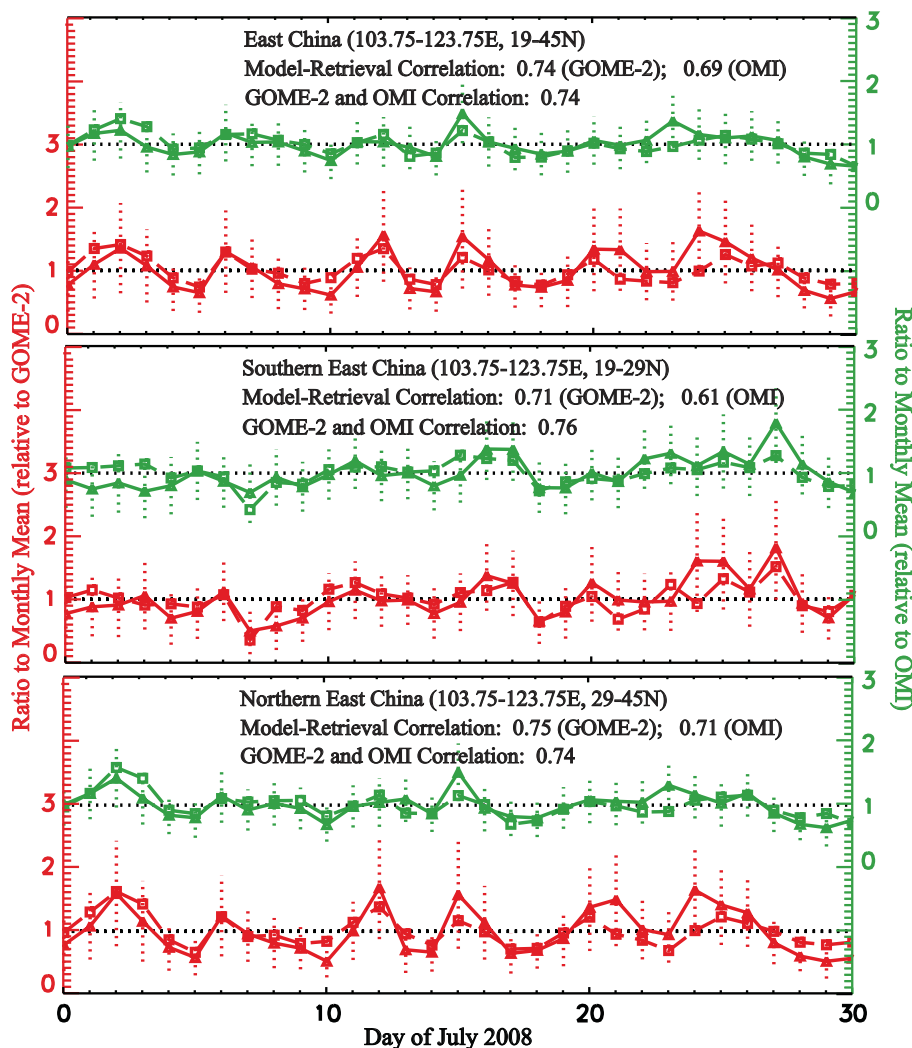 Ratio to Monthly Mean (relative to GOME-2)
Ratio to Monthly Mean (relative to OMI)
East China (103.75-123.75E, 19-45N)
Model-Retrieval Correlation: 0.74 (GOME-2); 0.69 (OMI)
GOME-2 and OMI Correlation: 0.74
3
2
1
0
3
2
1
0
Southern East China (103.75-123.75E, 19-29N)
Model-Retrieval Correlation: 0.71 (GOME-2); 0.61 (OMI)
GOME-2 and OMI Correlation: 0.76
3
2
1
0
3
2
1
0
Northern East China (103.75-123.75E, 29-45N)
Model-Retrieval Correlation: 0.75 (GOME-2); 0.71 (OMI)
GOME-2 and OMI Correlation: 0.74
3
2
1
0
3
2
1
0
0 10 20 30
Day of July 2008